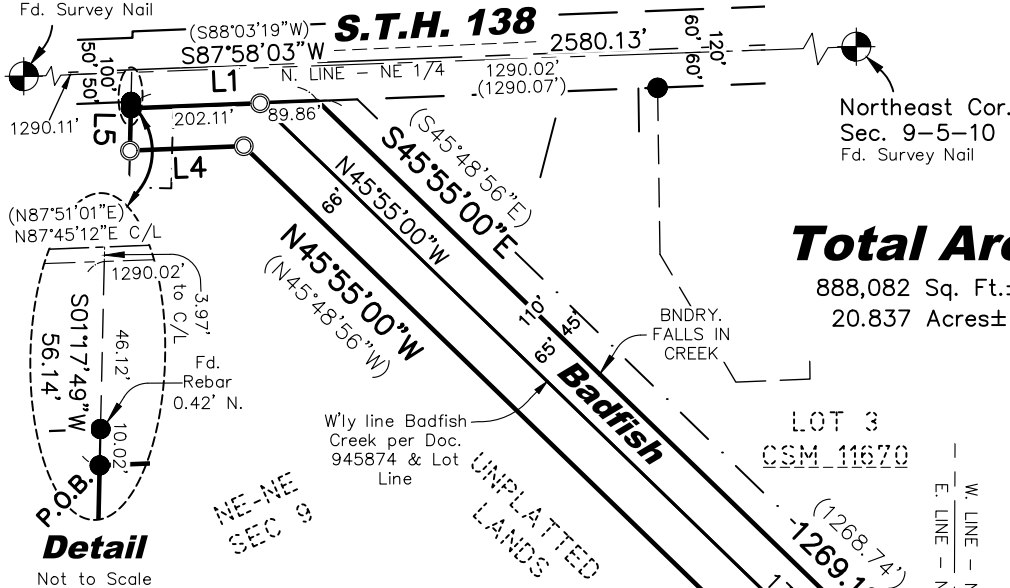 Fd. Survey Nail
(S88°03'19"W)
S87°58'03"W
S.T.H. 138
2580.13'
60'
120'
60'
50'
100'
50'
L1
N. LINE - NE 1/4
1290.02'
(1290.07')
1290.11'
202.11'
89.86'
L5
L4
Northeast Cor.
Sec. 9-5-10
Fd. Survey Nail
(S45°48'56"E)
S45°55'00"E
N45°55'00"W
66'
N45°55'00"W
(N45°48'56"W)
(N87°51'01"E)
N87°45'12"E C/L
1290.02'
3.97'
to C/L
S01°17'49"W
56.14'
46.12'
10.02'
Fd.
Rebar
0.42' N.
P.O.B.
Detail
Not to Scale
110'
45'
65'
BNDRY.
FALLS IN
CREEK
Badfish
W'ly line Badfish
Creek per Doc.
945874 & Lot
Line
Total
888,082 Sq. Ft.±
20.837 Acres±
LOT 3
CSM 11670
NE-NE
SEC 9
UNPLATTED
LANDS
(1268.74')
W. LINE -
E. LINE -